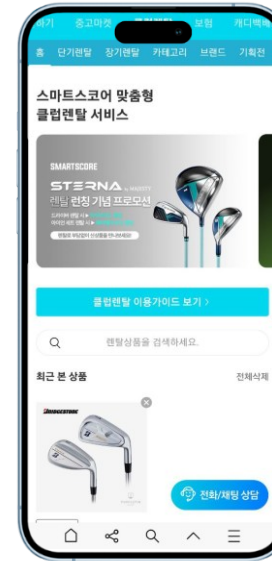 중고마켓
보험
캐디백배
홈 단기렌탈 장기렌탈 카테고리 브랜드 기획전
스마트스코어 맞춤형
클럽렌탈 서비스
SMARTSCORE
STERNA by MAJESTY
렌탈 런칭 기념 프로모션
클럽렌탈 이용가이드 보기 >
렌탈상품을 검색하세요.
최근 본 상품
전체삭제
BRIDGESTONE
전화/채팅 상담